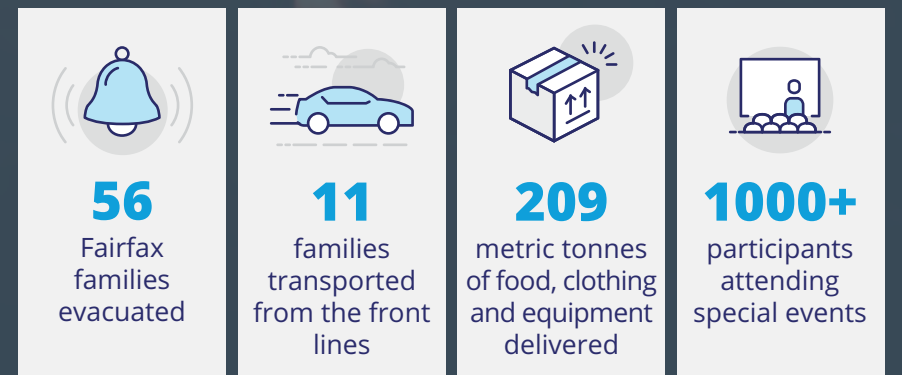 56
Fairfax
families
evacuated
11
families
transported
from the front
lines
209
metric tonnes
of food, clothing
and equipment
delivered
1000+
participants
attending
special events